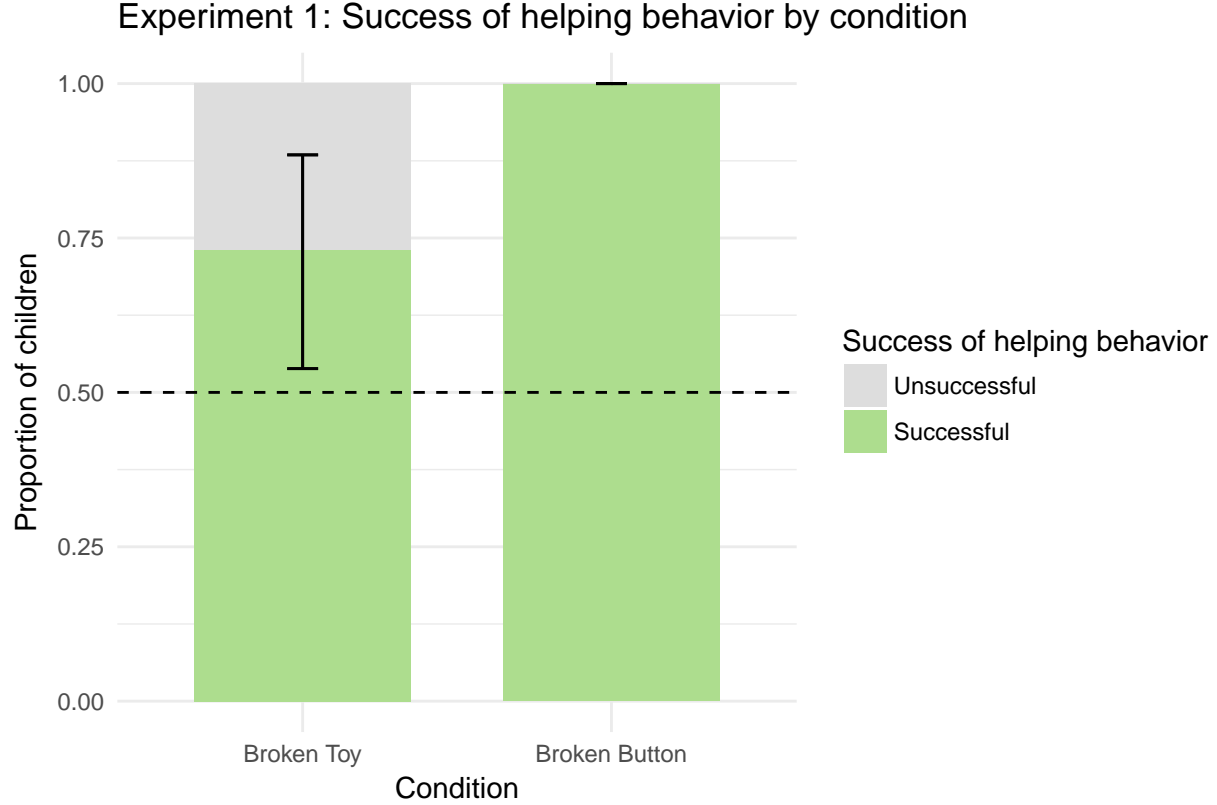 Experiment 1: Success of helping behavior by condition
Proportion of children
1.00
0.75
0.50
0.25
0.00
Broken Toy
Broken Button
Condition
Success of helping behavior
Unsuccessful
Successful